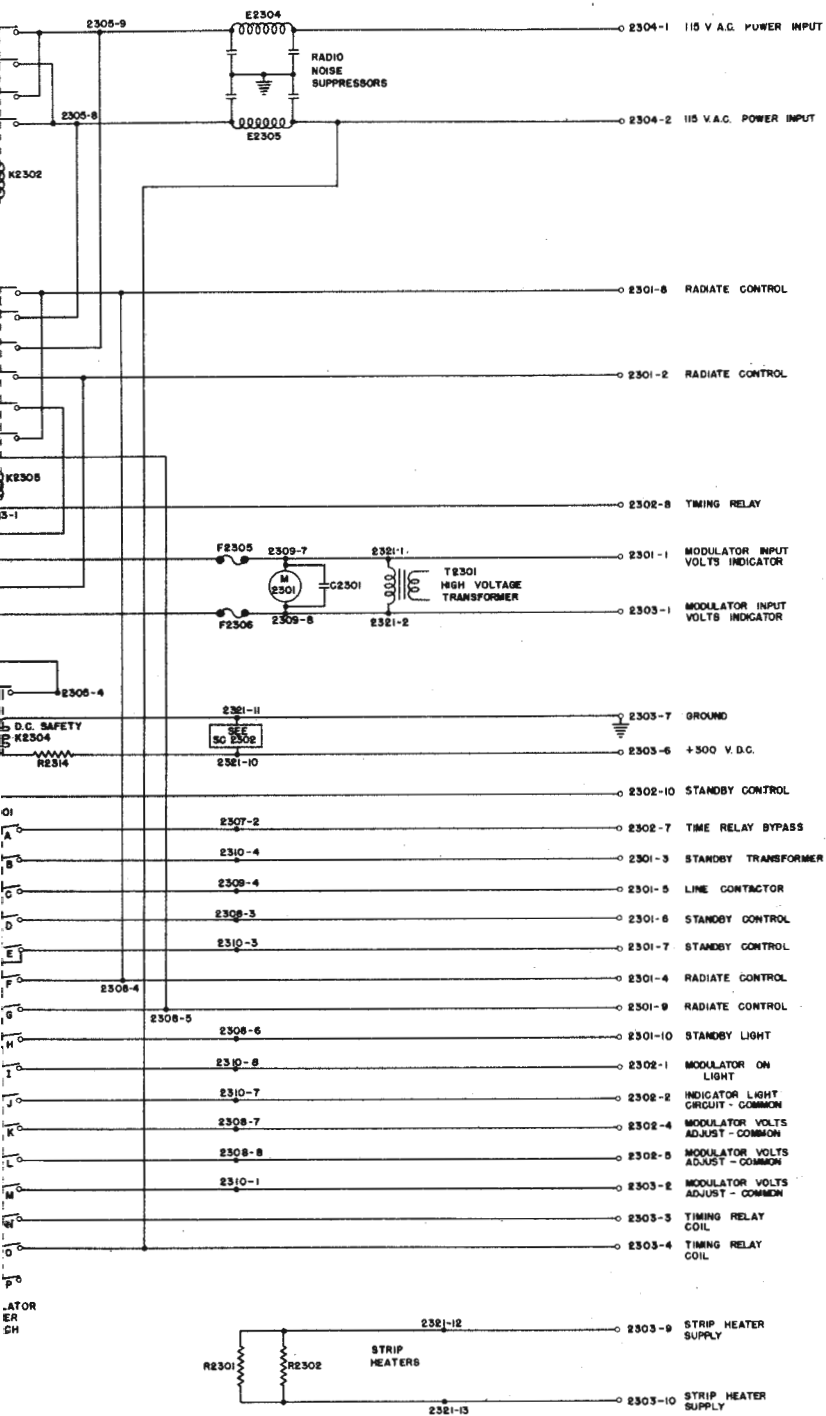 2305-9
E2304
2304-1 115 V A.C. POWER INPUT
RADIO
NOISE
SUPPRESSORS
2305-8
E2305
2304-2 115 V.A.C. POWER INPUT
K2302
2301-8 RADIATE CONTROL
2301-2 RADIATE CONTROL
K2305
2302-8 TIMING RELAY
3-1
F2305
2309-7
2321-1
2301-1 MODULATOR INPUT
VOLTS INDICATOR
M
2301
C2301
T2301
HIGH VOLTAGE
TRANSFORMER
F2306
2309-8
2321-2
2303-1 MODULATOR INPUT
VOLTS INDICATOR
2306-4
2321-11
2303-7 GROUND
D.C. SAFETY
K2304
SEE
SC 2302
R2314
2321-10
2303-6 +300 V. D.C.
2302-10 STANDBY CONTROL
01
A 2307-2 2302-7 TIME RELAY BYPASS
B 2310-4 2301-3 STANDBY TRANSFORMER
C 2309-4 2301-5 LINE CONTACTOR
D 2308-3 2301-6 STANDBY CONTROL
E 2310-3 2301-7 STANDBY CONTROL
F 2308-4 2301-4 RADIATE CONTROL
G 2308-5 2301-9 RADIATE CONTROL
H 2308-6 2301-10 STANDBY LIGHT
I 2310-8 2302-1 MODULATOR ON
LIGHT
J 2310-7 2302-2 INDICATOR LIGHT
CIRCUIT - COMMON
K 2308-7 2302-4 MODULATOR VOLTS
ADJUST - COMMON
L 2308-8 2302-5 MODULATOR VOLTS
ADJUST - COMMON
M 2310-1 2303-2 MODULATOR VOLTS
ADJUST - COMMON
N 2303-3 TIMING RELAY
COIL
O 2303-4 TIMING RELAY
COIL
P
LATOR
ER
CH
2321-12
2303-9 STRIP HEATER
SUPPLY
STRIP
HEATERS
R2301
R2302
2321-13
2303-10 STRIP HEATER
SUPPLY